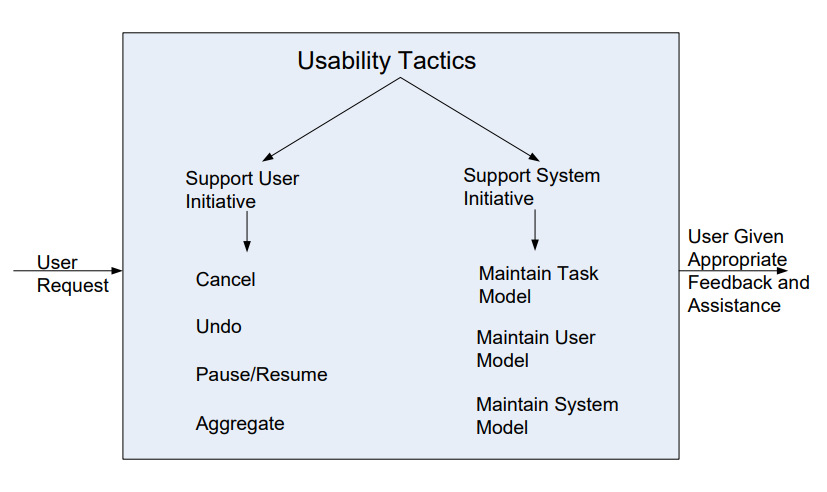 Usability Tactics
Support User
Initiative
Support System
Initiative
User
Request
Cancel
Undo
Pause/Resume
Aggregate
Maintain Task
Model
Maintain User
Model
Maintain System
Model
User Given
Appropriate
Feedback and
Assistance